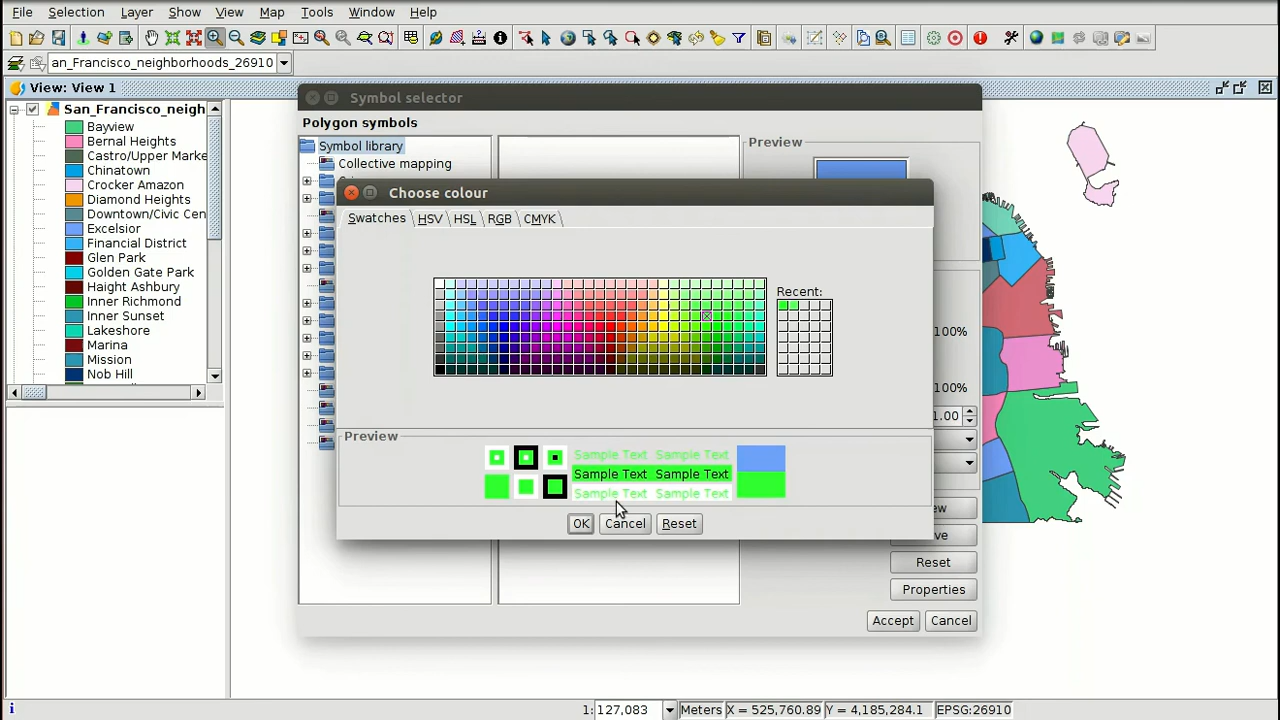 File Selection Layer Show View Map Tools Window Help
an_Francisco_neighborhoods_26910
View: View 1
San_Francisco_neigh
Bayview
Bernal Heights
Castro/Upper Marke
Chinatown
Crocker Amazon
Diamond Heights
Downtown/Civic Cen
Excelsior
Financial District
Glen Park
Golden Gate Park
Haight Ashbury
Inner Richmond
Inner Sunset
Lakeshore
Marina
Mission
Nob Hill
Symbol selector
Polygon symbols
Symbol library
Collective mapping
Preview
Choose colour
Swatches HSV HSL RGB CMYK
Recent:
100%
100%
1.00
Preview
Sample Text Sample Text
Sample Text Sample Text
Sample Text Sample Text
OK Cancel Reset
ew
ve
Reset
Properties
Accept Cancel
1: 127,083 Meters X = 525,760.89 Y = 4,185,284.1 EPSG:26910